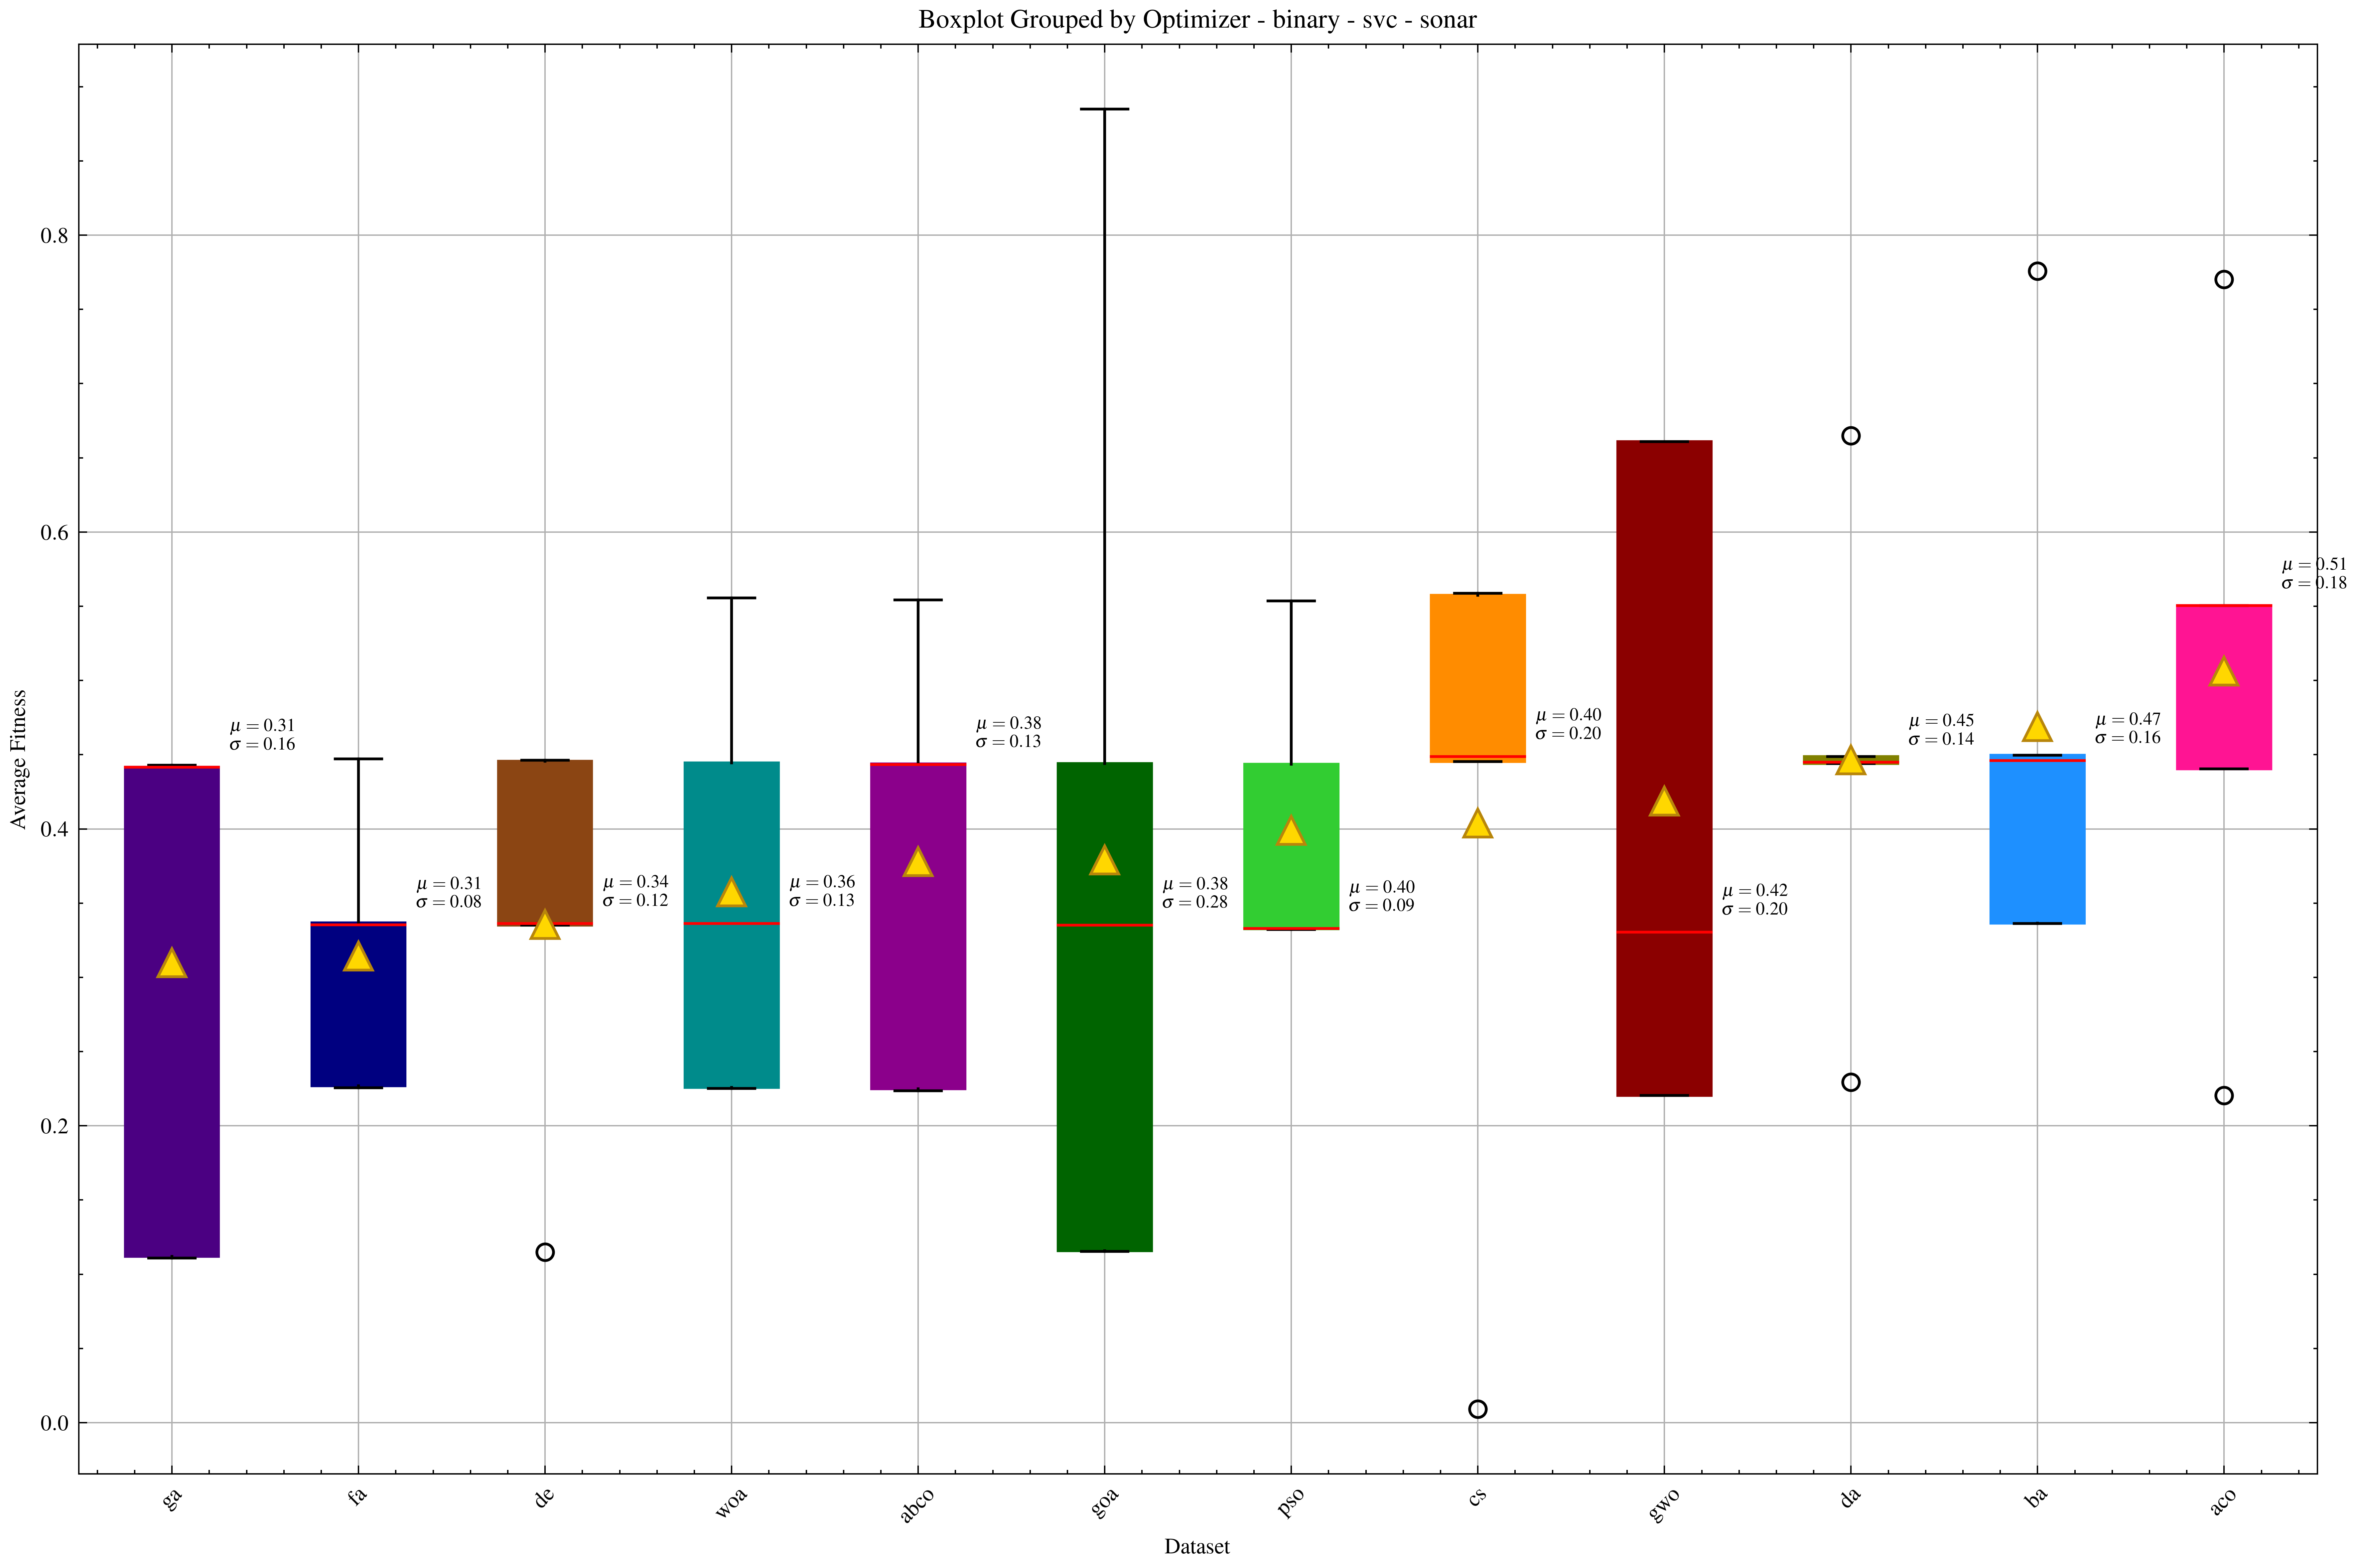 Boxplot Grouped by Optimizer - binary - svc - sonar
Average Fitness
0.8
0.6
0.4
0.2
0.0
μ = 0.31
σ = 0.16
μ = 0.31
σ = 0.08
μ = 0.34
σ = 0.12
μ = 0.36
σ = 0.13
μ = 0.38
σ = 0.13
μ = 0.38
σ = 0.28
μ = 0.40
σ = 0.09
μ = 0.40
σ = 0.20
μ = 0.42
σ = 0.20
μ = 0.45
σ = 0.14
μ = 0.47
σ = 0.16
μ = 0.51
σ = 0.18
ga
fa
de
woa
abco
goa
pso
cs
gwo
da
ba
aco
Dataset